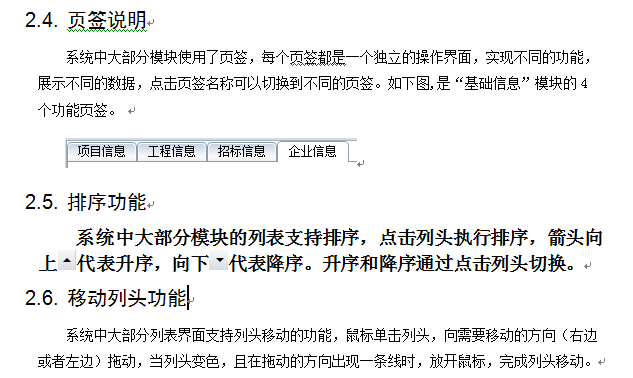 2.4. 页签说明
系统中大部分模块使用了页签，每个页签都是一个独立的操作界面，实现不同的功能，
展示不同的数据，点击页签名称可以切换到不同的页签。如下图,是“基础信息”模块的 4
个功能页签。
项目信息 工程信息 招标信息 企业信息
2.5. 排序功能
系统中大部分模块的列表支持排序，点击列头执行排序，箭头向
上代表升序，向下代表降序。升序和降序通过点击列头切换。
2.6. 移动列头功能
系统中大部分列表界面支持列头移动的功能，鼠标单击列头，向需要移动的方向（右边
或者左边）拖动，当列头变色，且在拖动的方向出现一条线时，放开鼠标，完成列头移动。